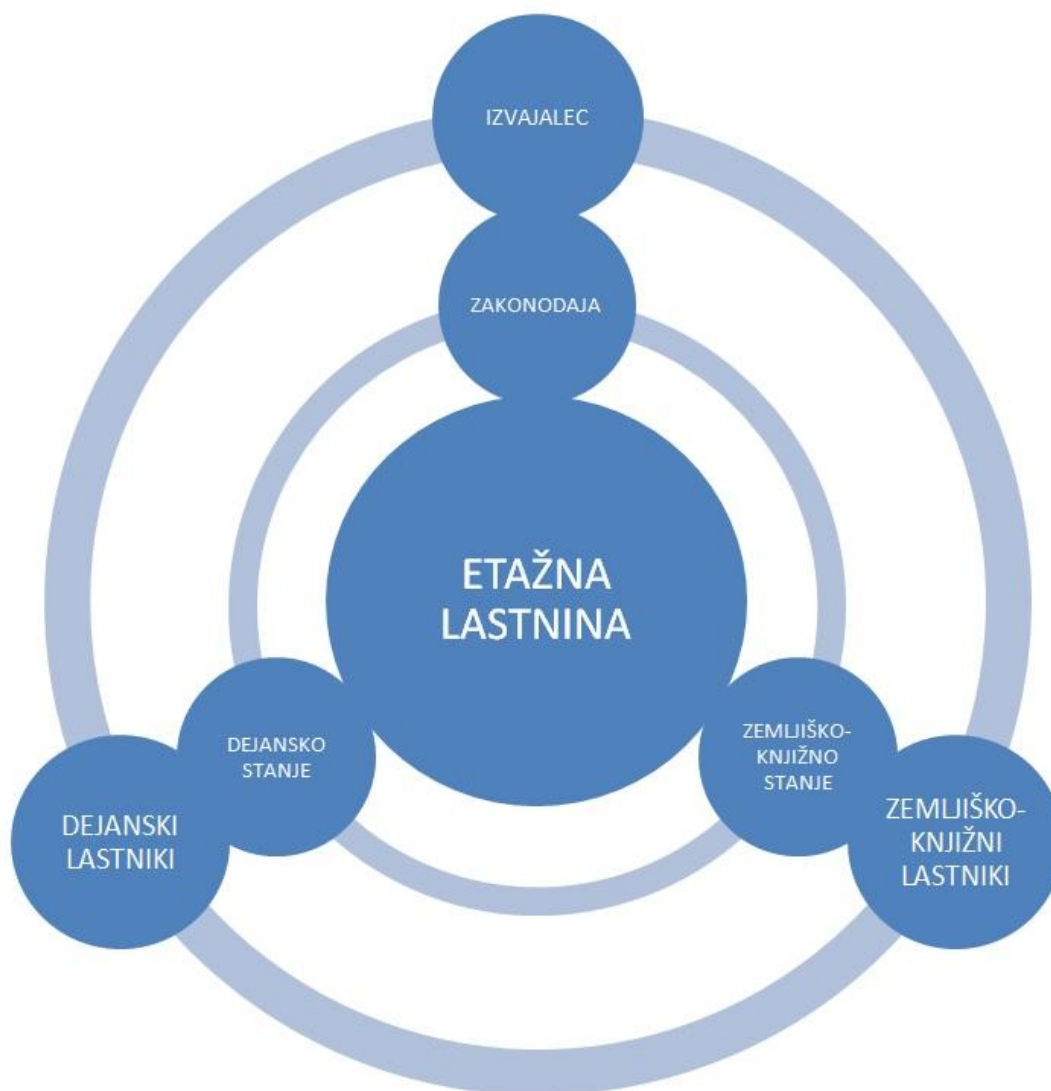 IZVAJALEC
ZAKONODAJA
ETAŽNA
LASTNINA
DEJANSKO
STANJE
ZEMLJIŠKO-
KNJIŽNO
STANJE
DEJANSKI
LASTNIKI
ZEMLJIŠKO-
KNJIŽNI
LASTNIKI